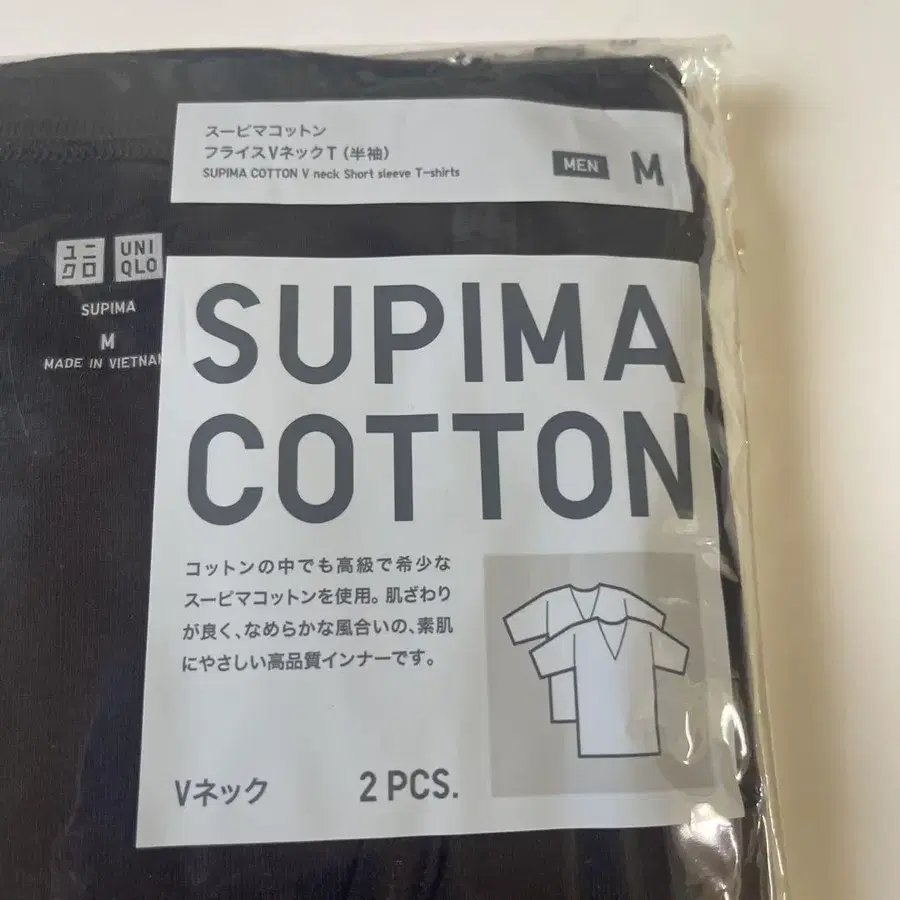 スーピマコットン
フライスVネックT（半袖）
SUPIMA COTTON V neck Short sleeve T-shirts
MEN M
ユニ
クロ
UNI
QLO
SUPIMA
M
MADE IN VIETNAM
SUPIMA
COTTON
コットンの中でも高級で希少な
スーピマコットンを使用。肌ざわり
が良く、なめらかな風合いの、素肌
にやさしい高品質インナーです。
Vネック 2 PCS.